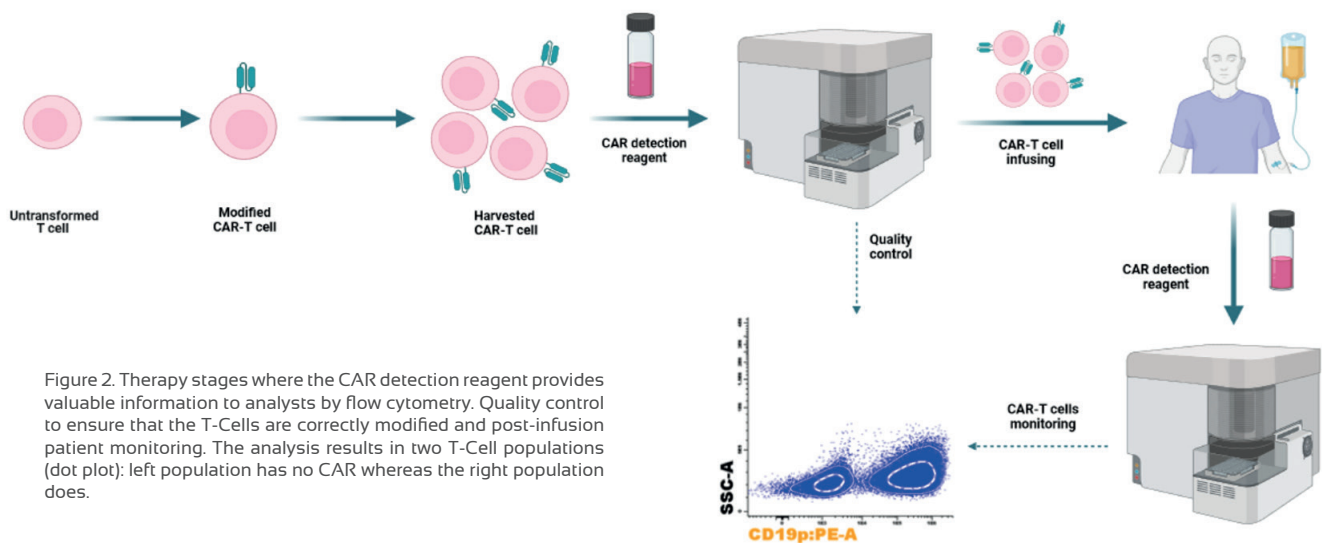 CAR detection
reagent
CAR-T cell
infusing
Untransformed
T cell
Modified
CAR-T cell
Harvested
CAR-T cell
Quality
control
CAR detection
reagent
Figure 2. Therapy stages where the CAR detection reagent provides
valuable information to analysts by flow cytometry. Quality control
to ensure that the T-Cells are correctly modified and post-infusion
patient monitoring. The analysis results in two T-Cell populations
(dot plot): left population has no CAR whereas the right population
does.
CAR-T cells
monitoring
SSC-A
CD19p:PE-A